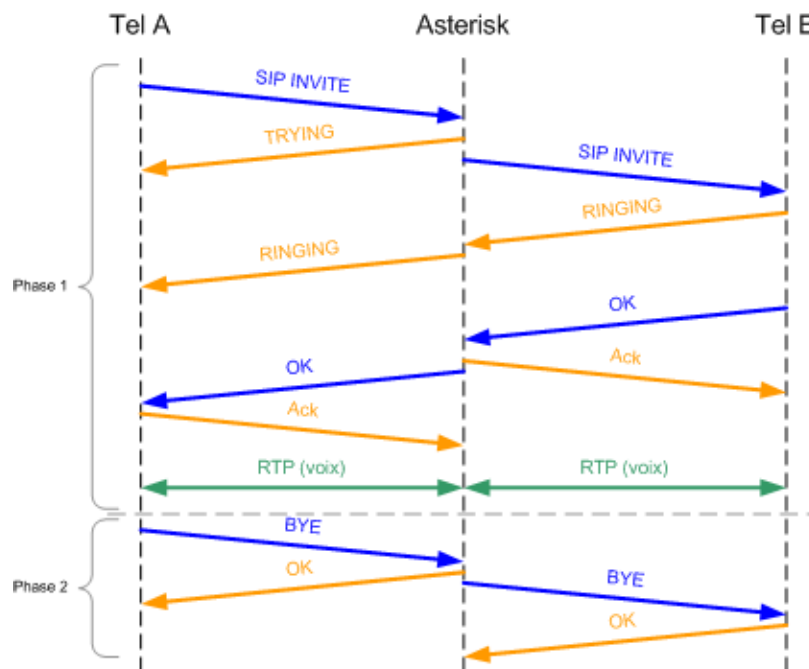 Tel A
Asterisk
Tel B
SIP INVITE
TRYING
SIP INVITE
RINGING
RINGING
Phase 1
OK
Ack
OK
Ack
RTP (voix)
RTP (voix)
BYE
OK
BYE
Phase 2
OK